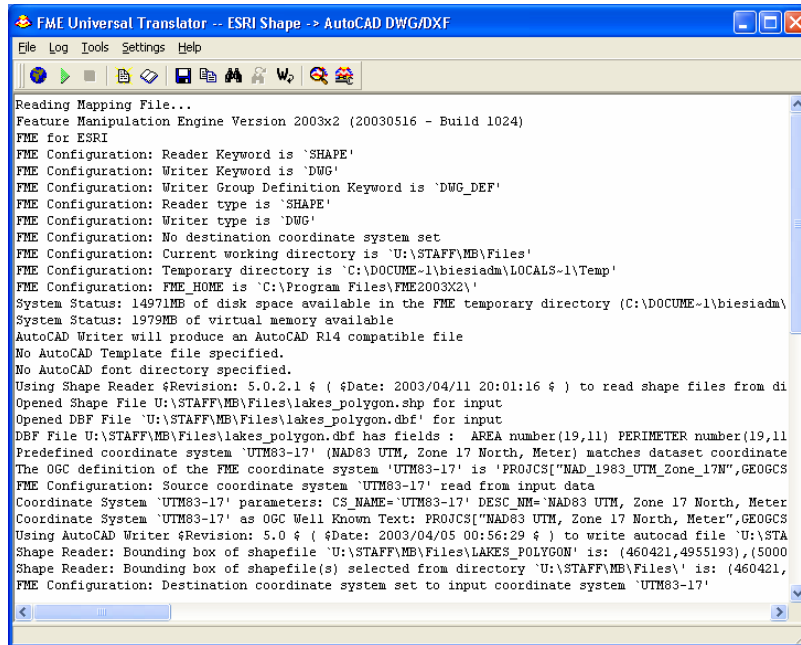 FME Universal Translator -- ESRI Shape -> AutoCAD DWG/DXF
File Log Tools Settings Help
Reading Mapping File...
Feature Manipulation Engine Version 2003x2 (20030516 - Build 1024)
FME for ESRI
FME Configuration: Reader Keyword is `SHAPE'
FME Configuration: Writer Keyword is `DWG'
FME Configuration: Writer Group Definition Keyword is `DWG_DEF'
FME Configuration: Reader type is `SHAPE'
FME Configuration: Writer type is `DWG'
FME Configuration: No destination coordinate system set
FME Configuration: Current working directory is `U:\STAFF\MB\Files'
FME Configuration: Temporary directory is `C:\DOCUME~1\biesiadm\LOCALS~1\Temp'
FME Configuration: FME_HOME is `C:\Program Files\FME2003X2\'
System Status: 14971MB of disk space available in the FME temporary directory (C:\DOCUME~1\biesiadm\
System Status: 1979MB of virtual memory available
AutoCAD Writer will produce an AutoCAD R14 compatible file
No AutoCAD Template file specified.
No AutoCAD font directory specified.
Using Shape Reader $Revision: 5.0.2.1 $ ( $Date: 2003/04/11 20:01:16 $ ) to read shape files from di
Opened Shape File U:\STAFF\MB\Files\lakes_polygon.shp for input
Opened DBF File `U:\STAFF\MB\Files\lakes_polygon.dbf' for input
DBF File U:\STAFF\MB\Files\lakes_polygon.dbf has fields : AREA number(19,11) PERIMETER number(19,11
Predefined coordinate system `UTM83-17' (NAD83 UTM, Zone 17 North, Meter) matches dataset coordinate
The OGC definition of the FME coordinate system 'UTM83-17' is 'PROJCS["NAD_1983_UTM_Zone_17N",GEOGCS
FME Configuration: Source coordinate system `UTM83-17' read from input data
Coordinate System `UTM83-17' parameters: CS_NAME=`UTM83-17' DESC_NM=`NAD83 UTM, Zone 17 North, Meter
Coordinate System `UTM83-17' as OGC Well Known Text: PROJCS["NAD83 UTM, Zone 17 North, Meter",GEOGCS
Using AutoCAD Writer $Revision: 5.0 $ ( $Date: 2003/04/05 00:56:29 $ ) to write autocad file `U:\STA
Shape Reader: Bounding box of shapefile `U:\STAFF\MB\Files\LAKES_POLYGON' is: (460421,4955193),(5000
Shape Reader: Bounding box of shapefile(s) selected from directory `U:\STAFF\MB\Files\' is: (460421,
FME Configuration: Destination coordinate system set to input coordinate system `UTM83-17'